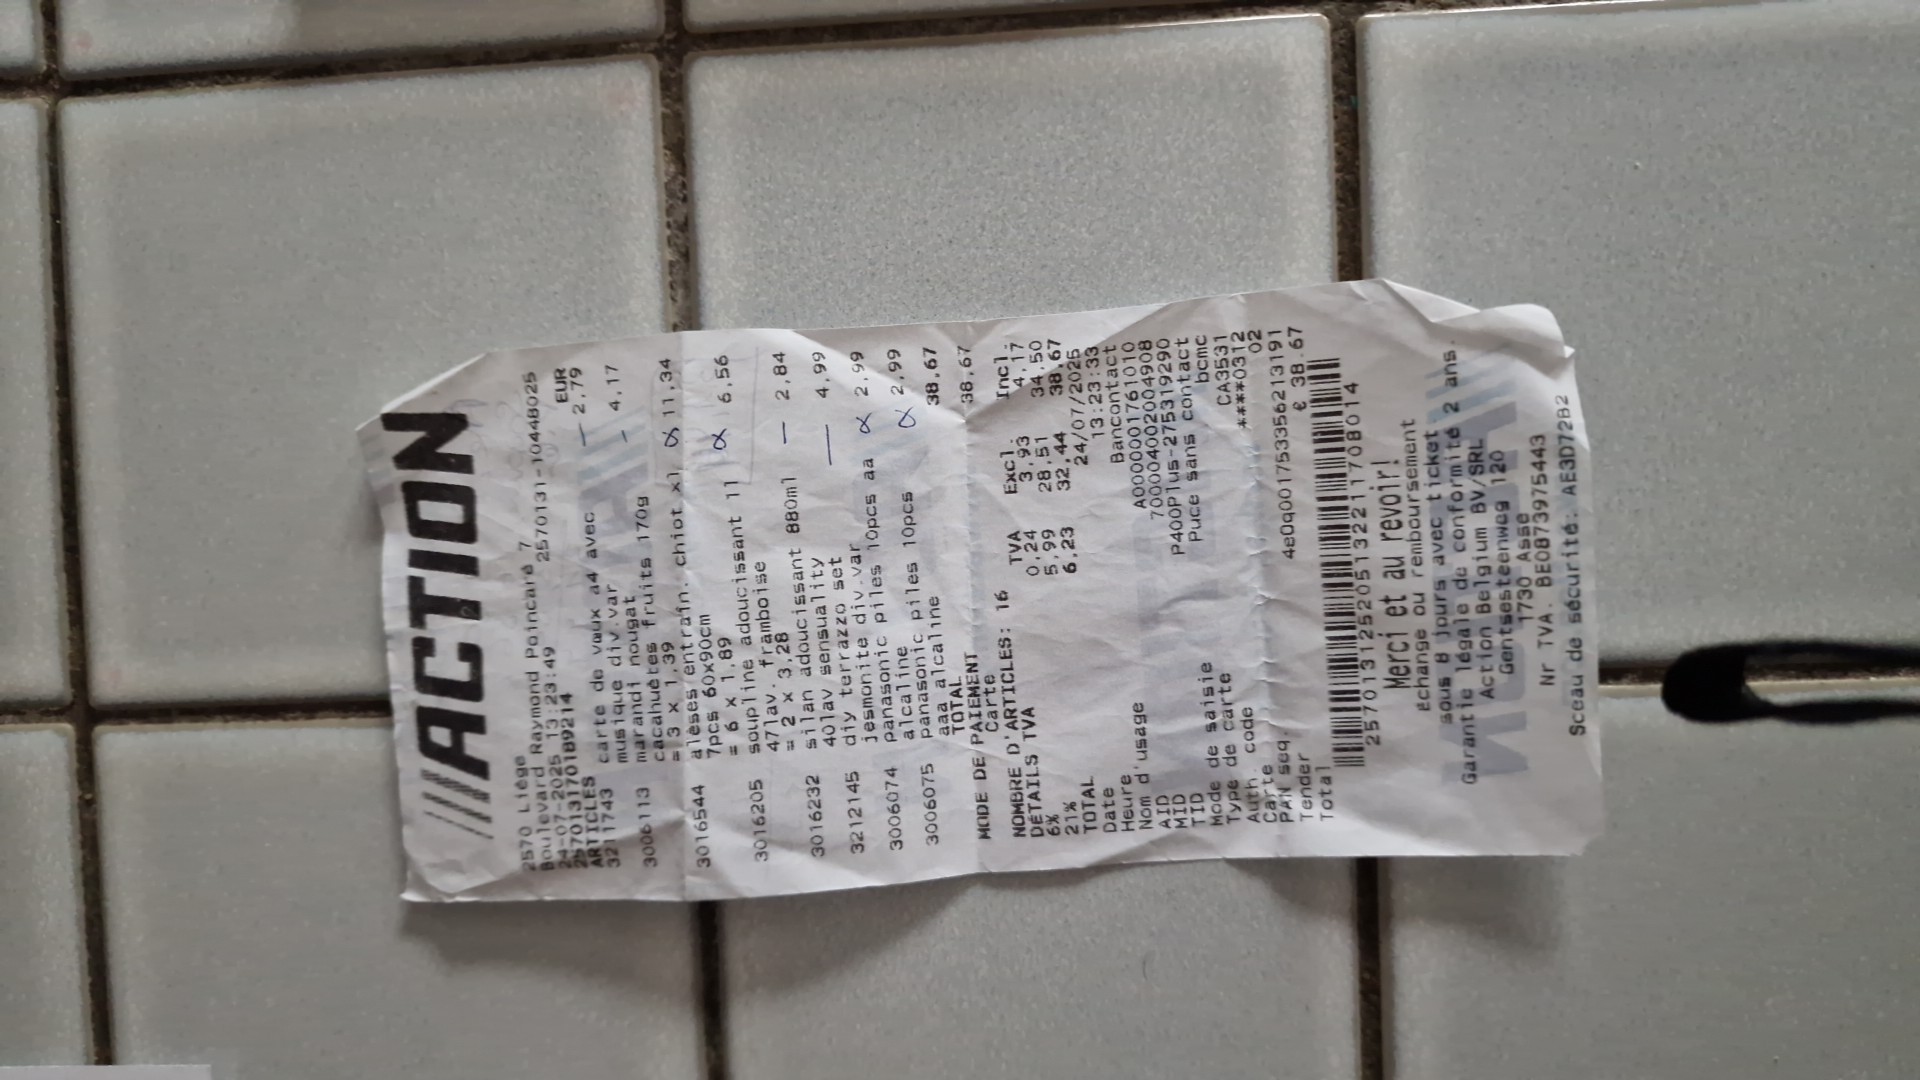 ACTION
2570 Liège
Boulevard Raymond Poincaré 7
24-07-2025 13:23:49 2570131-10448025
257013170189214
ARTICLES EUR
3211743 carte de vœux a4 avec - 2,79
musique div.var
3006113 marandi nougat - 4,17
cacahuètes fruits 170g
= 3 x 1,39
3016544 alèses entraîn. chiot xl α 11,34
7pcs 60x90cm
= 6 x 1,89
3016205 soupline adoucissant 1l α 6,56
47lav. framboise
= 2 x 3,28
3016232 silan adoucissant 880ml - 2,84
40lav sensuality
3212145 diy terrazzo set - 4,99
jesmonite div.var
3006074 panasonic piles 10pcs aa α 2,99
alcaline
3006075 panasonic piles 10pcs α 2,99
aaa alcaline
TOTAL 38,67
MODE DE PAIEMENT
Carte 38,67
NOMBRE D'ARTICLES: 16
DÉTAILS TVA TVA Excl. Incl.
6% 0,24 3,93 4,17
21% 5,99 28,51 34,50
TOTAL 6,23 32,44 38,67
Date 24/07/2025
Heure 13:23:33
Nom d'usage Bancontact
AID A0000001761010
MID 70004002004908
TID P400Plus-275319290
Mode de saisie Puce sans contact
Type de carte bcmc
Auth. code CA3531
Carte *****0312
PAN seq. 02
Tender 4e0q001753356213191
Total € 38.67
257013125205132211708014
Merci et au revoir!
échange ou remboursement
sous 8 jours avec ticket
Garantie légale de conformité 2 ans.
Action Belgium BV/SRL
Gentsesteenweg 120
1730 Asse
Nr TVA. BE0873975443
Sceau de sécurité: AE3D72B2